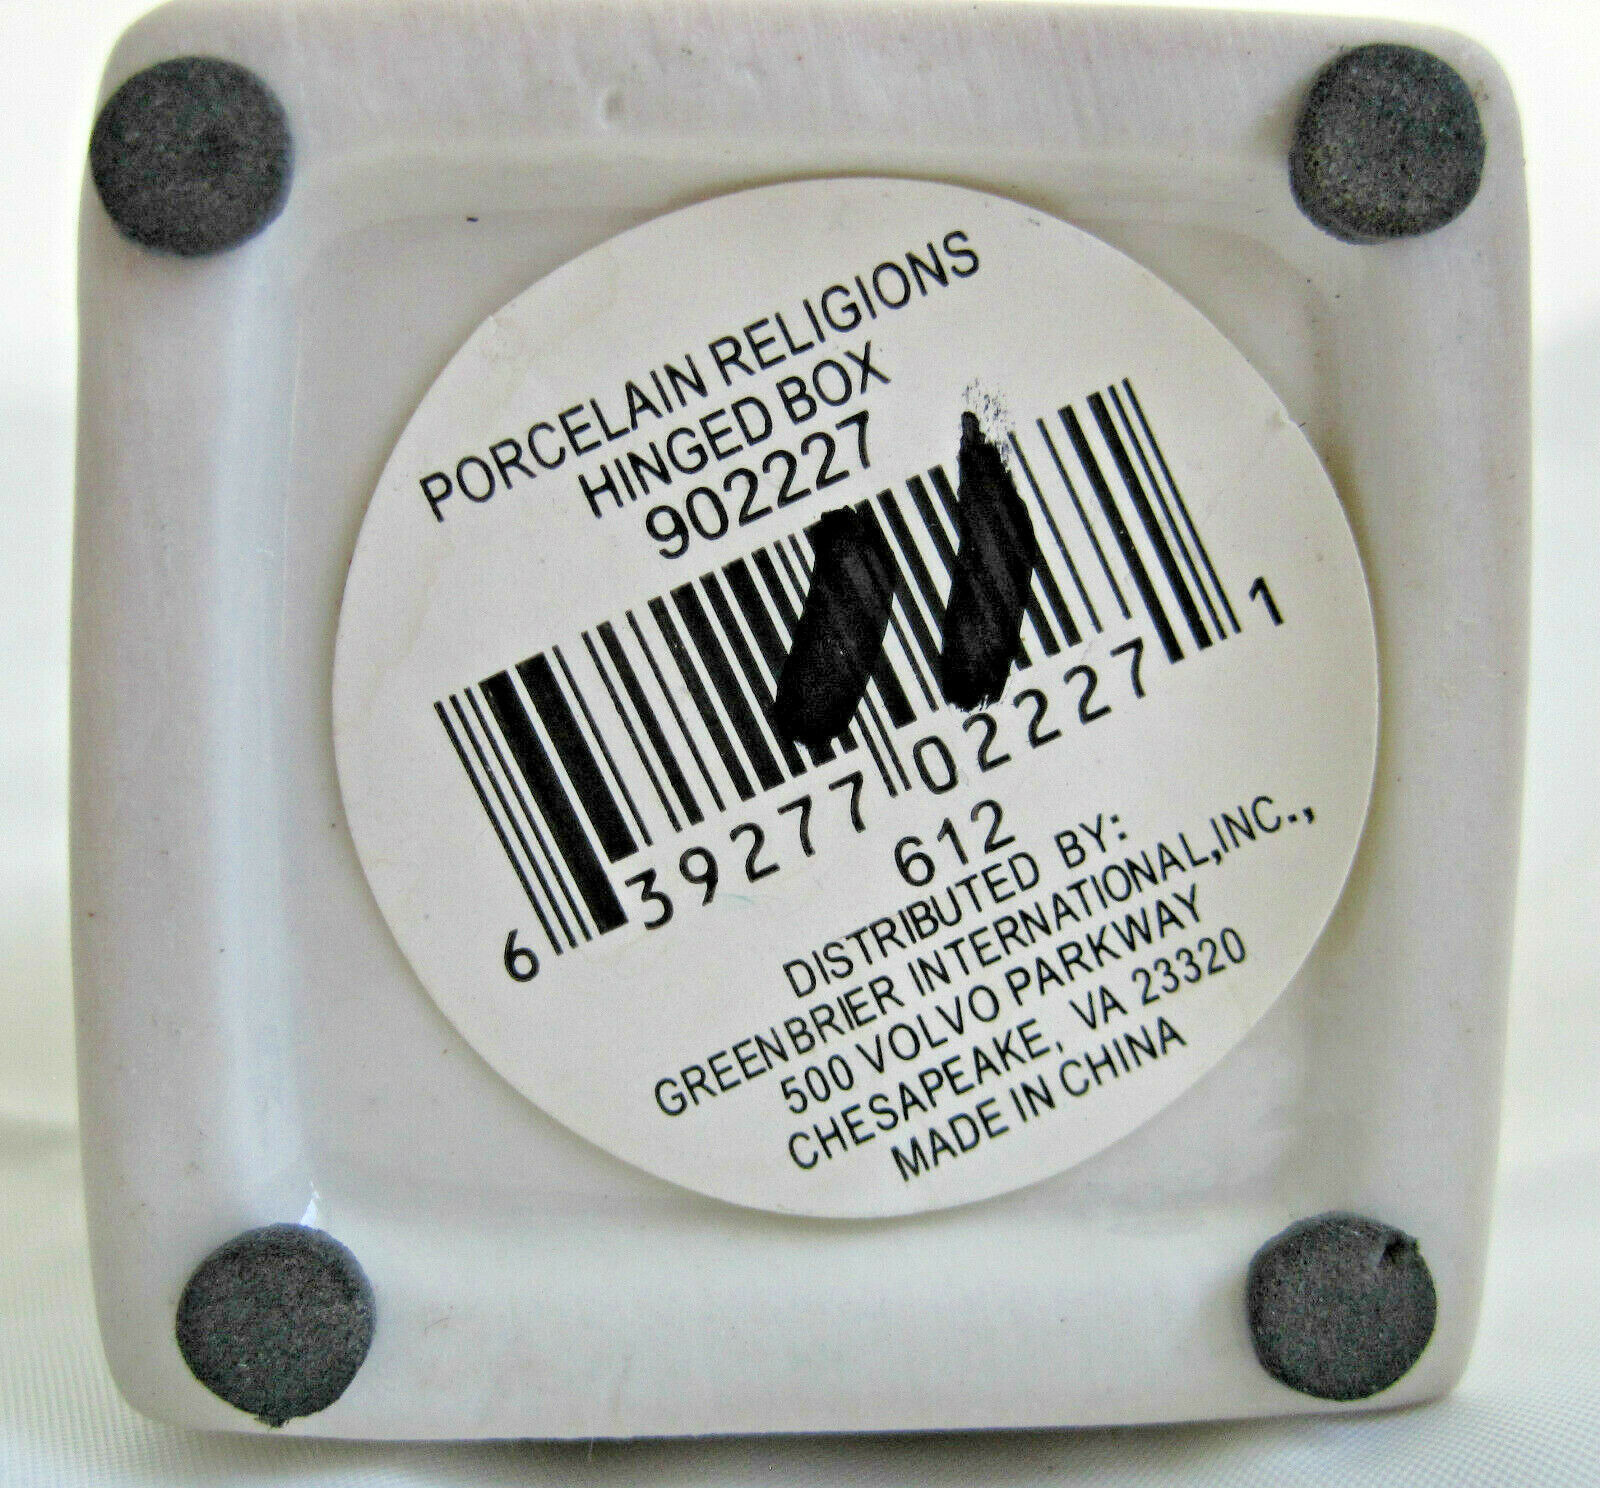 PORCELAIN RELIGIONS
HINGED BOX
902227
6 39277 02227 1
612
DISTRIBUTED BY:
GREENBRIER INTERNATIONAL,INC.,
500 VOLVO PARKWAY
CHESAPEAKE, VA 23320
MADE IN CHINA